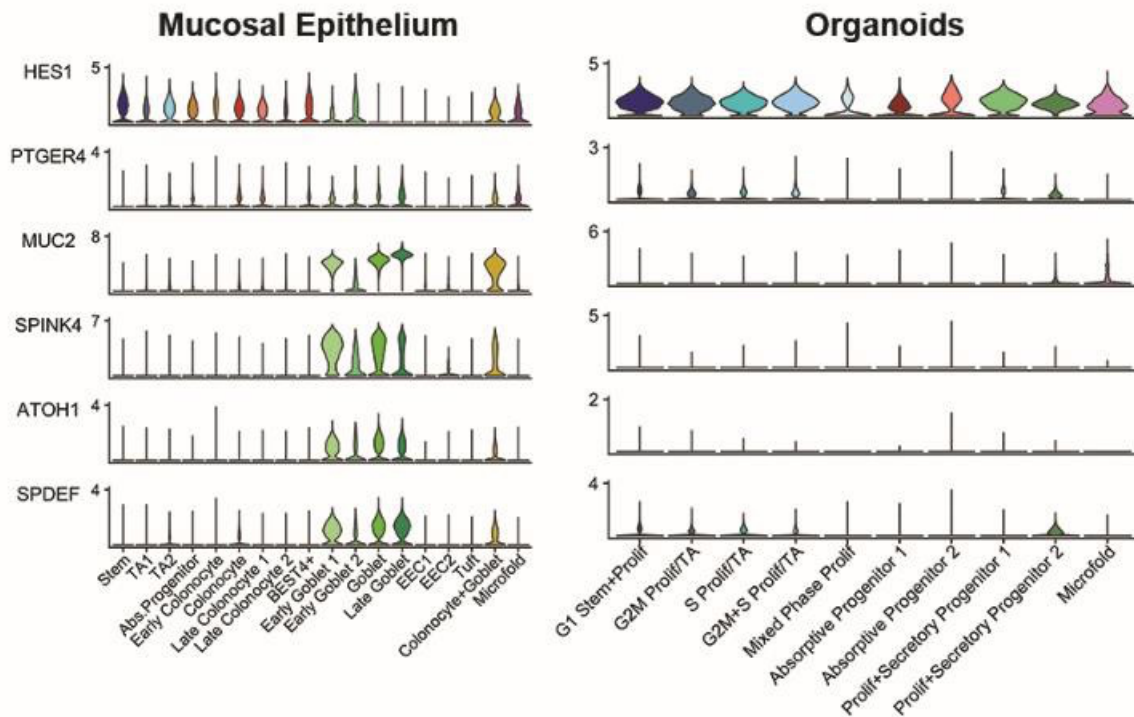 Mucosal Epithelium
Organoids
HES1
5
5
PTGER4
4
3
MUC2
8
6
SPINK4
7
5
ATOH1
4
2
SPDEF
4
4
Stem
TA1
TA2
Abs.Progenitor
Early Colonocyte
Colonocyte
Late Colonocyte 1
Late Colonocyte 2
BEST4+
Early Goblet 1
Early Goblet 2
Goblet
Late Goblet
EEC1
EEC2
Tuft
Colonocyte+Goblet
Microfold
G1 Stem+Prolif
G2M Prolif/TA
S Prolif/TA
G2M+S Prolif/TA
Mixed Phase Prolif
Absorptive Progenitor 1
Absorptive Progenitor 2
Prolif+Secretory Progenitor 1
Prolif+Secretory Progenitor 2
Microfold